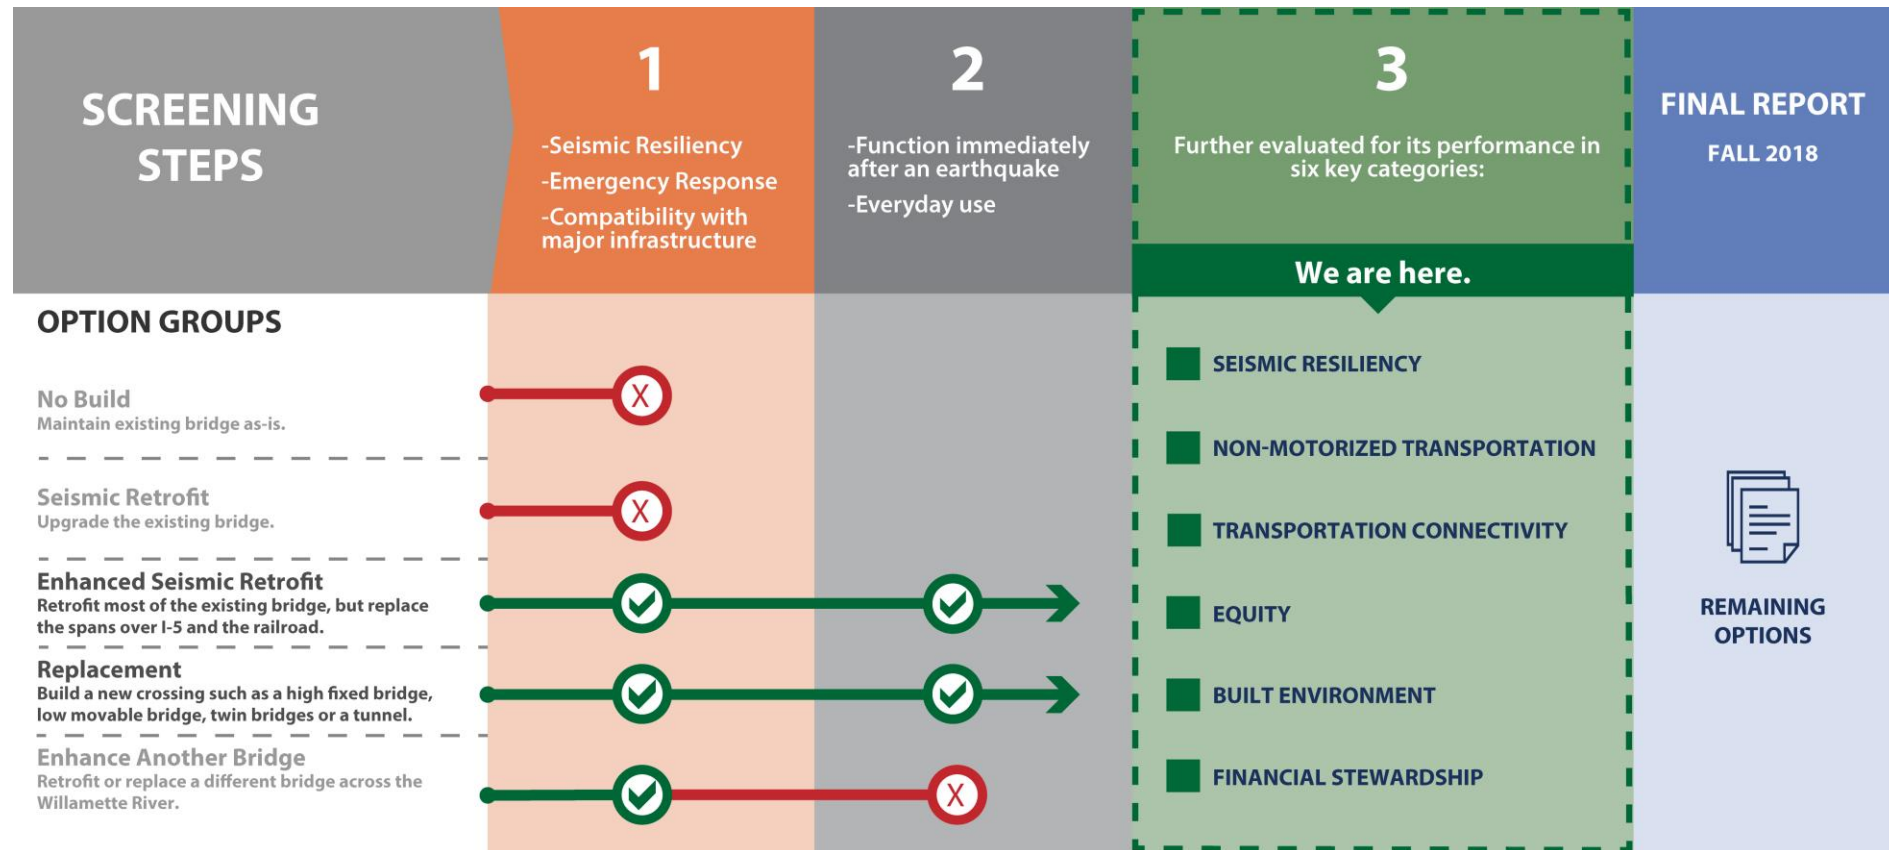 SCREENING
STEPS
1
-Seismic Resiliency
-Emergency Response
-Compatibility with
major infrastructure
2
-Function immediately
after an earthquake
-Everyday use
3
Further evaluated for its performance in
six key categories:
We are here.
FINAL REPORT
FALL 2018
OPTION GROUPS
No Build
Maintain existing bridge as-is.
X
Seismic Retrofit
Upgrade the existing bridge.
X
Enhanced Seismic Retrofit
Retrofit most of the existing bridge, but replace
the spans over I-5 and the railroad.
Replacement
Build a new crossing such as a high fixed bridge,
low movable bridge, twin bridges or a tunnel.
Enhance Another Bridge
Retrofit or replace a different bridge across the
Willamette River.
X
SEISMIC RESILIENCY
NON-MOTORIZED TRANSPORTATION
TRANSPORTATION CONNECTIVITY
EQUITY
BUILT ENVIRONMENT
FINANCIAL STEWARDSHIP
REMAINING
OPTIONS